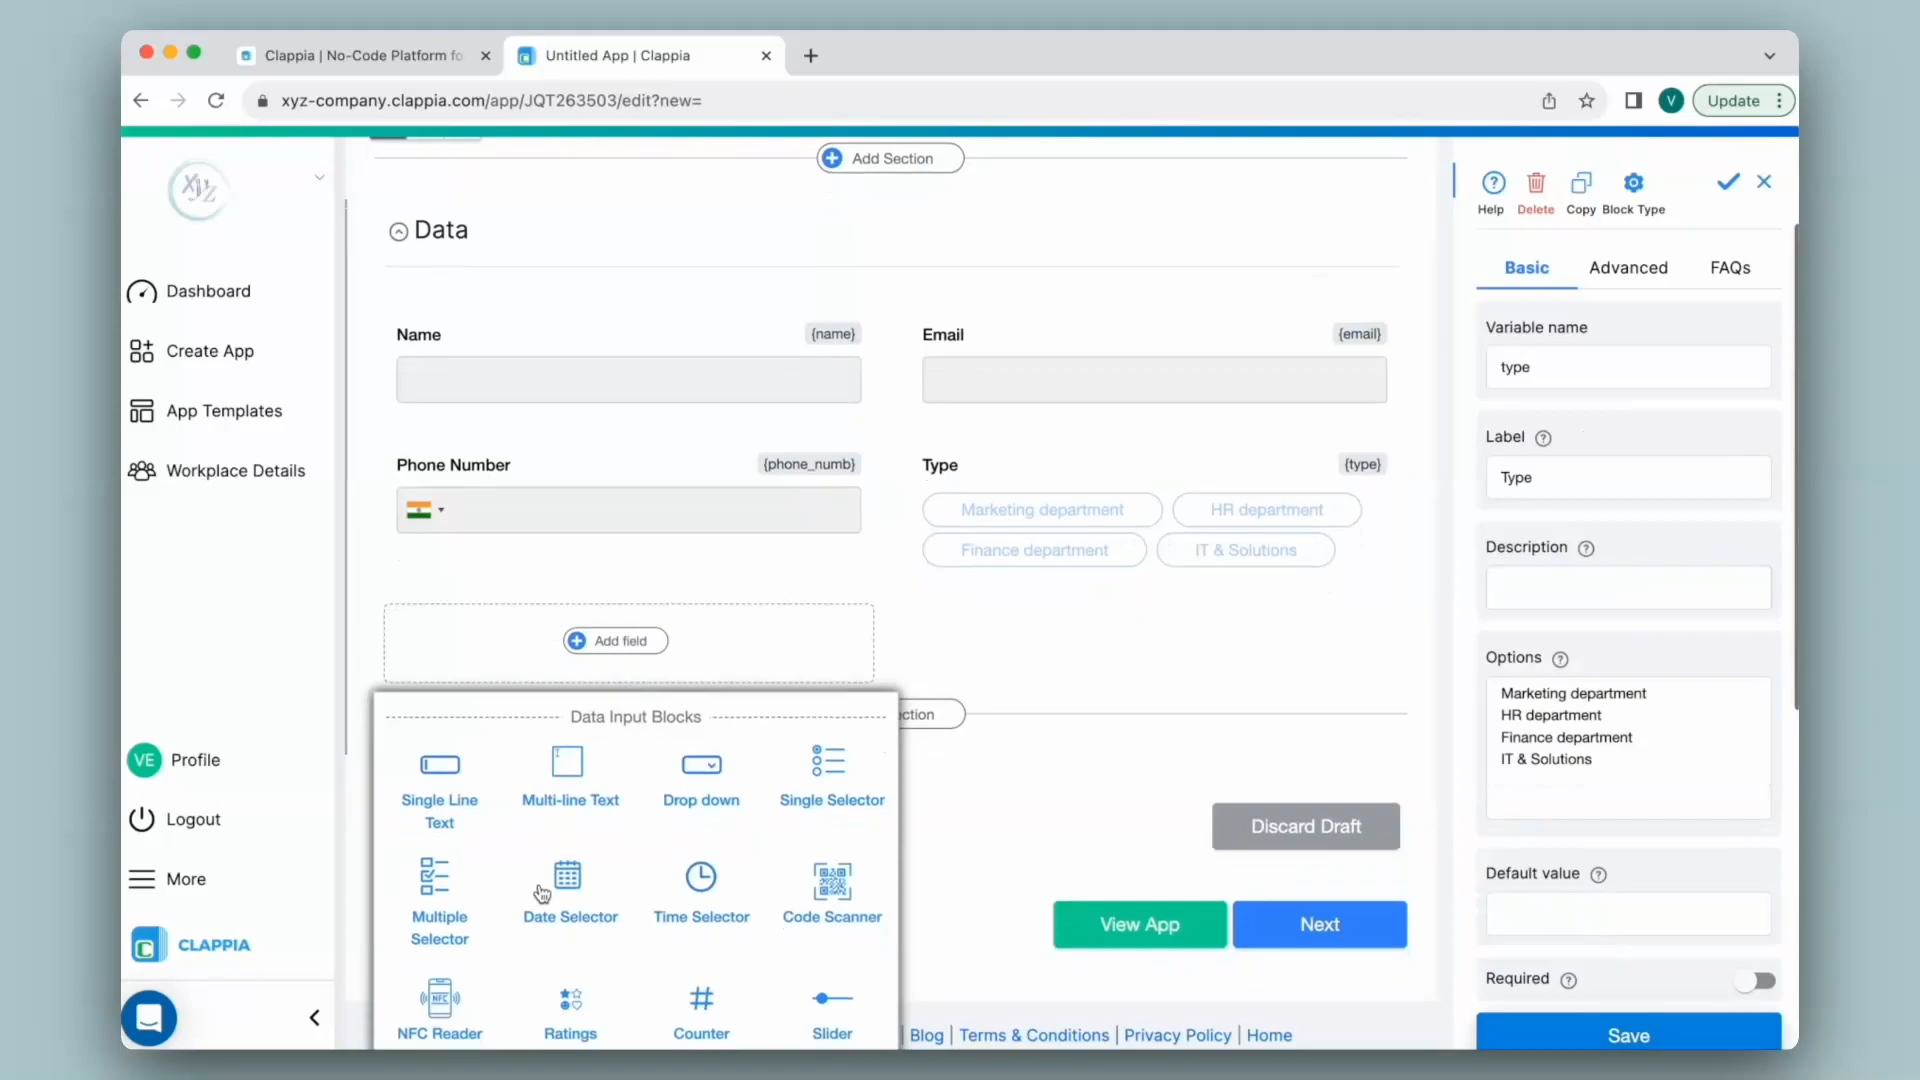 Clappia | No-Code Platform fo
Untitled App | Clappia
xyz-company.clappia.com/app/JQT263503/edit?new=
V
Update
xyz
Dashboard
Create App
App Templates
Workplace Details
VE Profile
Logout
More
CLAPPIA
Add Section
Data
Name {name}
Email {email}
Phone Number {phone_numb}
Type {type}
Marketing department
HR department
Finance department
IT & Solutions
Add field
ction
Data Input Blocks
Single Line
Text
Multi-line Text
Drop down
Single Selector
Multiple
Selector
Date Selector
Time Selector
Code Scanner
NFC
NFC Reader
Ratings
Counter
Slider
Discard Draft
View App
Next
Blog | Terms & Conditions | Privacy Policy | Home
Help
Delete
Copy
Block Type
Basic
Advanced
FAQs
Variable name
type
Label
Type
Description
Options
Marketing department
HR department
Finance department
IT & Solutions
Default value
Required
Save